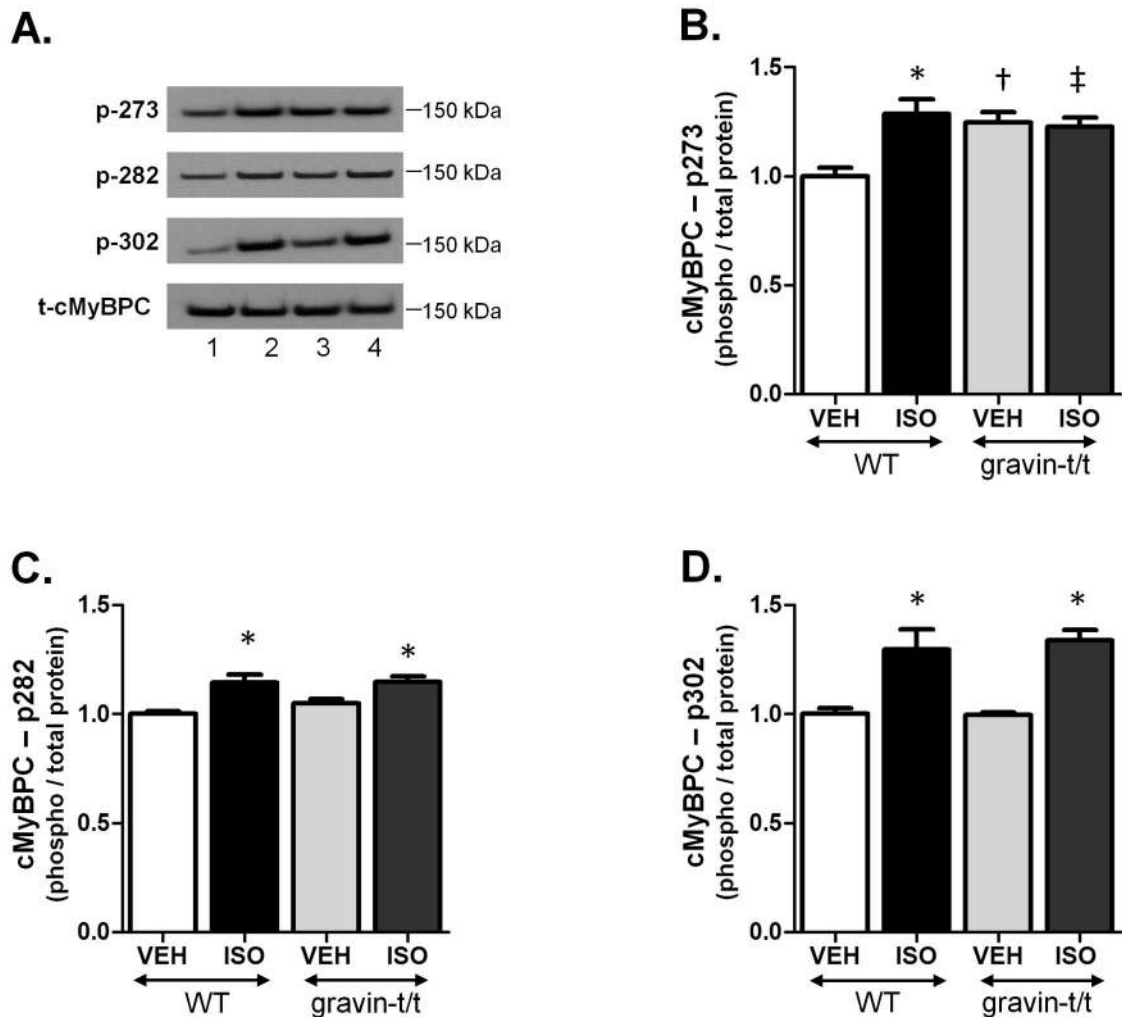 A.
p-273
150 kDa
p-282
150 kDa
p-302
150 kDa
t-cMyBPC
150 kDa
1 2 3 4
B.
cMyBPC – p273
(phospho / total protein)
1.5
1.0
0.5
0.0
* † ‡
VEH ISO VEH ISO
WT gravin-t/t
C.
cMyBPC – p282
(phospho / total protein)
1.5
1.0
0.5
0.0
* *
VEH ISO VEH ISO
WT gravin-t/t
D.
cMyBPC – p302
(phospho / total protein)
1.5
1.0
0.5
0.0
* *
VEH ISO VEH ISO
WT gravin-t/t